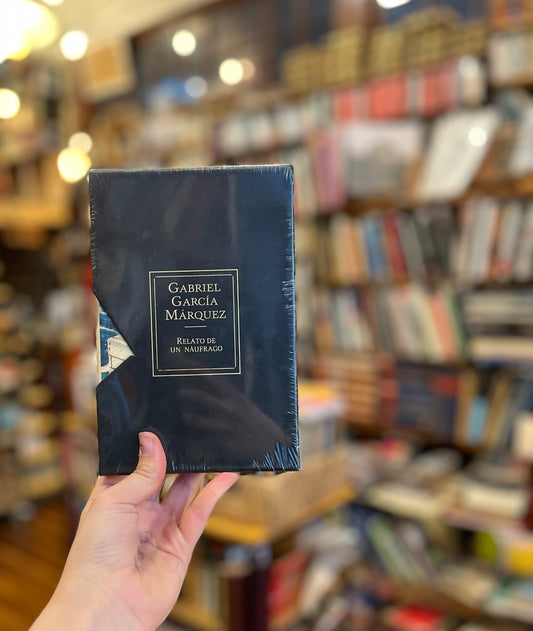 GABRIEL
GARCÍA
MÁRQUEZ
RELATO DE
UN NÁUFRAGO